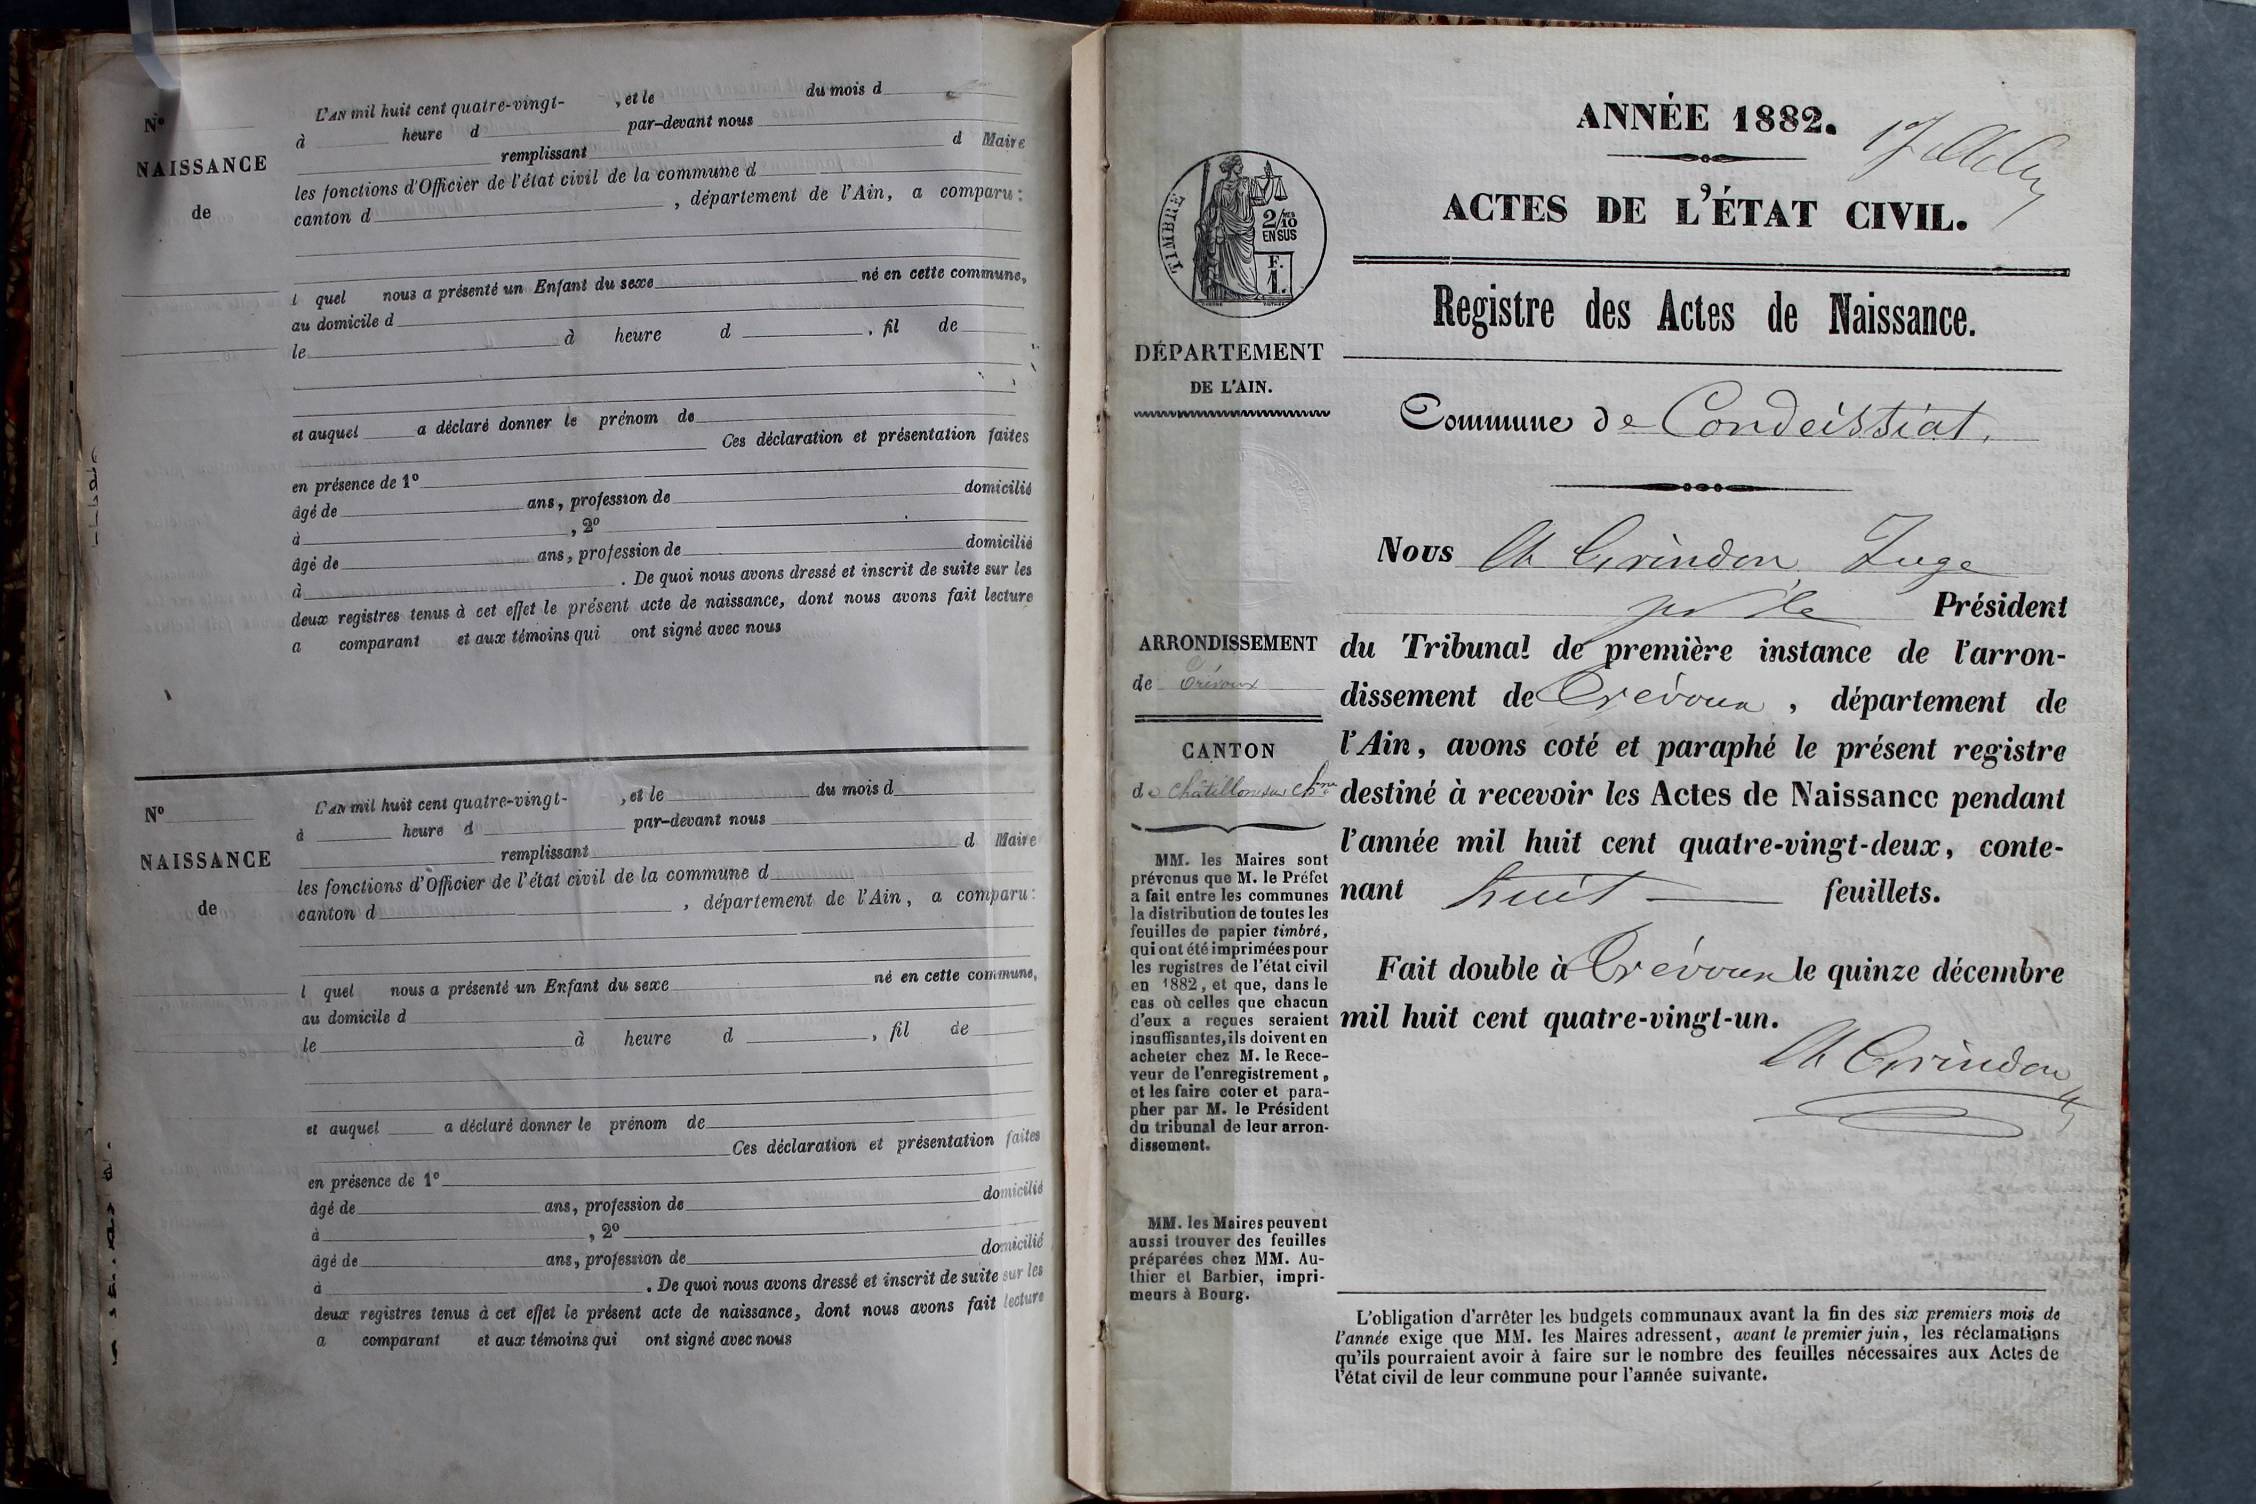 N°
NAISSANCE
de
L'AN mil huit cent quatre-vingt- , et le du mois d
à heure d par-devant nous
remplissant d Maire
les fonctions d'Officier de l'état civil de la commune d
canton d , département de l'Ain, a comparu :
l quel nous a présenté un Enfant du sexe né en cette commune,
au domicile d
le à heure d , fil de
et auquel a déclaré donner le prénom de
Ces déclaration et présentation faites
en présence de 1°
âgé de ans, profession de domicilié
à , 2°
âgé de ans, profession de domicilié
à . De quoi nous avons dressé et inscrit de suite sur les
deux registres tenus à cet effet le présent acte de naissance, dont nous avons fait lecture
a comparant et aux témoins qui ont signé avec nous
N°
NAISSANCE
de
L'AN mil huit cent quatre-vingt- , et le du mois d
à heure d par-devant nous
remplissant d Maire
les fonctions d'Officier de l'état civil de la commune d
canton d , département de l'Ain, a comparu :
l quel nous a présenté un Enfant du sexe né en cette commune,
au domicile d
le à heure d , fil de
et auquel a déclaré donner le prénom de
Ces déclaration et présentation faites
en présence de 1°
âgé de ans, profession de domicilié
à , 2°
âgé de ans, profession de domicilié
à . De quoi nous avons dressé et inscrit de suite sur les
deux registres tenus à cet effet le présent acte de naissance, dont nous avons fait lecture
a comparant et aux témoins qui ont signé avec nous
ANNÉE 1882.
ACTES DE L'ÉTAT CIVIL.
TIMBRE
2/10 EN SUS
F. 1.
Registre des Actes de Naissance.
DÉPARTEMENT
DE L'AIN.
Commune de Condeissiat.
Nous Ch Grindon, Juge
pr le Président
du Tribunal de première instance de l'arron-
dissement de Trévoux, département de
l'Ain, avons coté et paraphé le présent registre
destiné à recevoir les Actes de Naissance pendant
l'année mil huit cent quatre-vingt-deux, conte-
nant huit feuillets.
Fait double à Trévoux le quinze décembre
mil huit cent quatre-vingt-un.
Ch Grindon
ARRONDISSEMENT
de Trévoux
CANTON
de Châtillon sur Chne
MM. les Maires sont
prévenus que M. le Préfet
a fait entre les communes
la distribution de toutes les
feuilles de papier timbré,
qui ont été imprimées pour
les registres de l'état civil
en 1882, et que, dans le
cas où celles que chacun
d'eux a reçues seraient
insuffisantes, ils doivent en
acheter chez M. le Rece-
veur de l'enregistrement,
et les faire coter et para-
pher par M. le Président
du tribunal de leur arron-
dissement.
MM. les Maires peuvent
aussi trouver des feuilles
préparées chez MM. Au-
thier et Barbier, impri-
meurs à Bourg.
L'obligation d'arrêter les budgets communaux avant la fin des six premiers mois de
l'année exige que MM. les Maires adressent, avant le premier juin, les réclamations
qu'ils pourraient avoir à faire sur le nombre des feuilles nécessaires aux Actes de
l'état civil de leur commune pour l'année suivante.